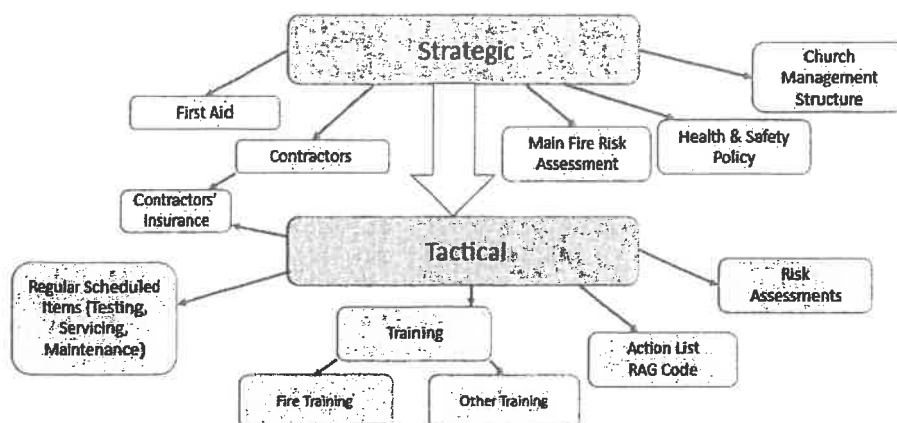 Strategic
Church
Management
Structure
First Aid
Contractors
Main Fire Risk
Assessment
Health & Safety
Policy
Contractors'
Insurance
Tactical
Regular Scheduled
Items (Testing,
Servicing,
Maintenance)
Risk
Assessments
Training
Action List
RAG Code
Fire Training
Other Training